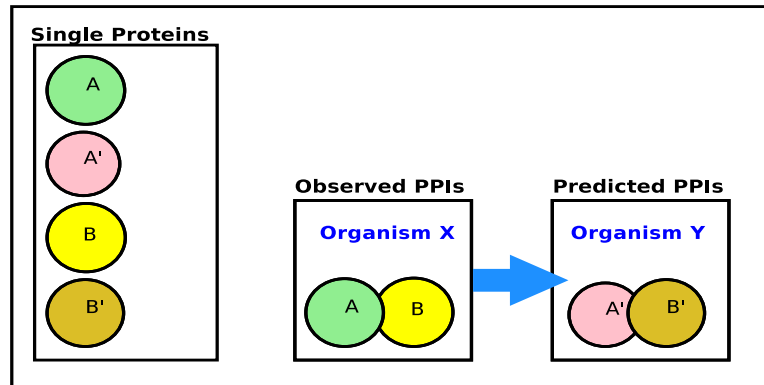 Single Proteins
A
A'
B
B'
Observed PPIs
Organism X
A
B
Predicted PPIs
Organism Y
A'
B'